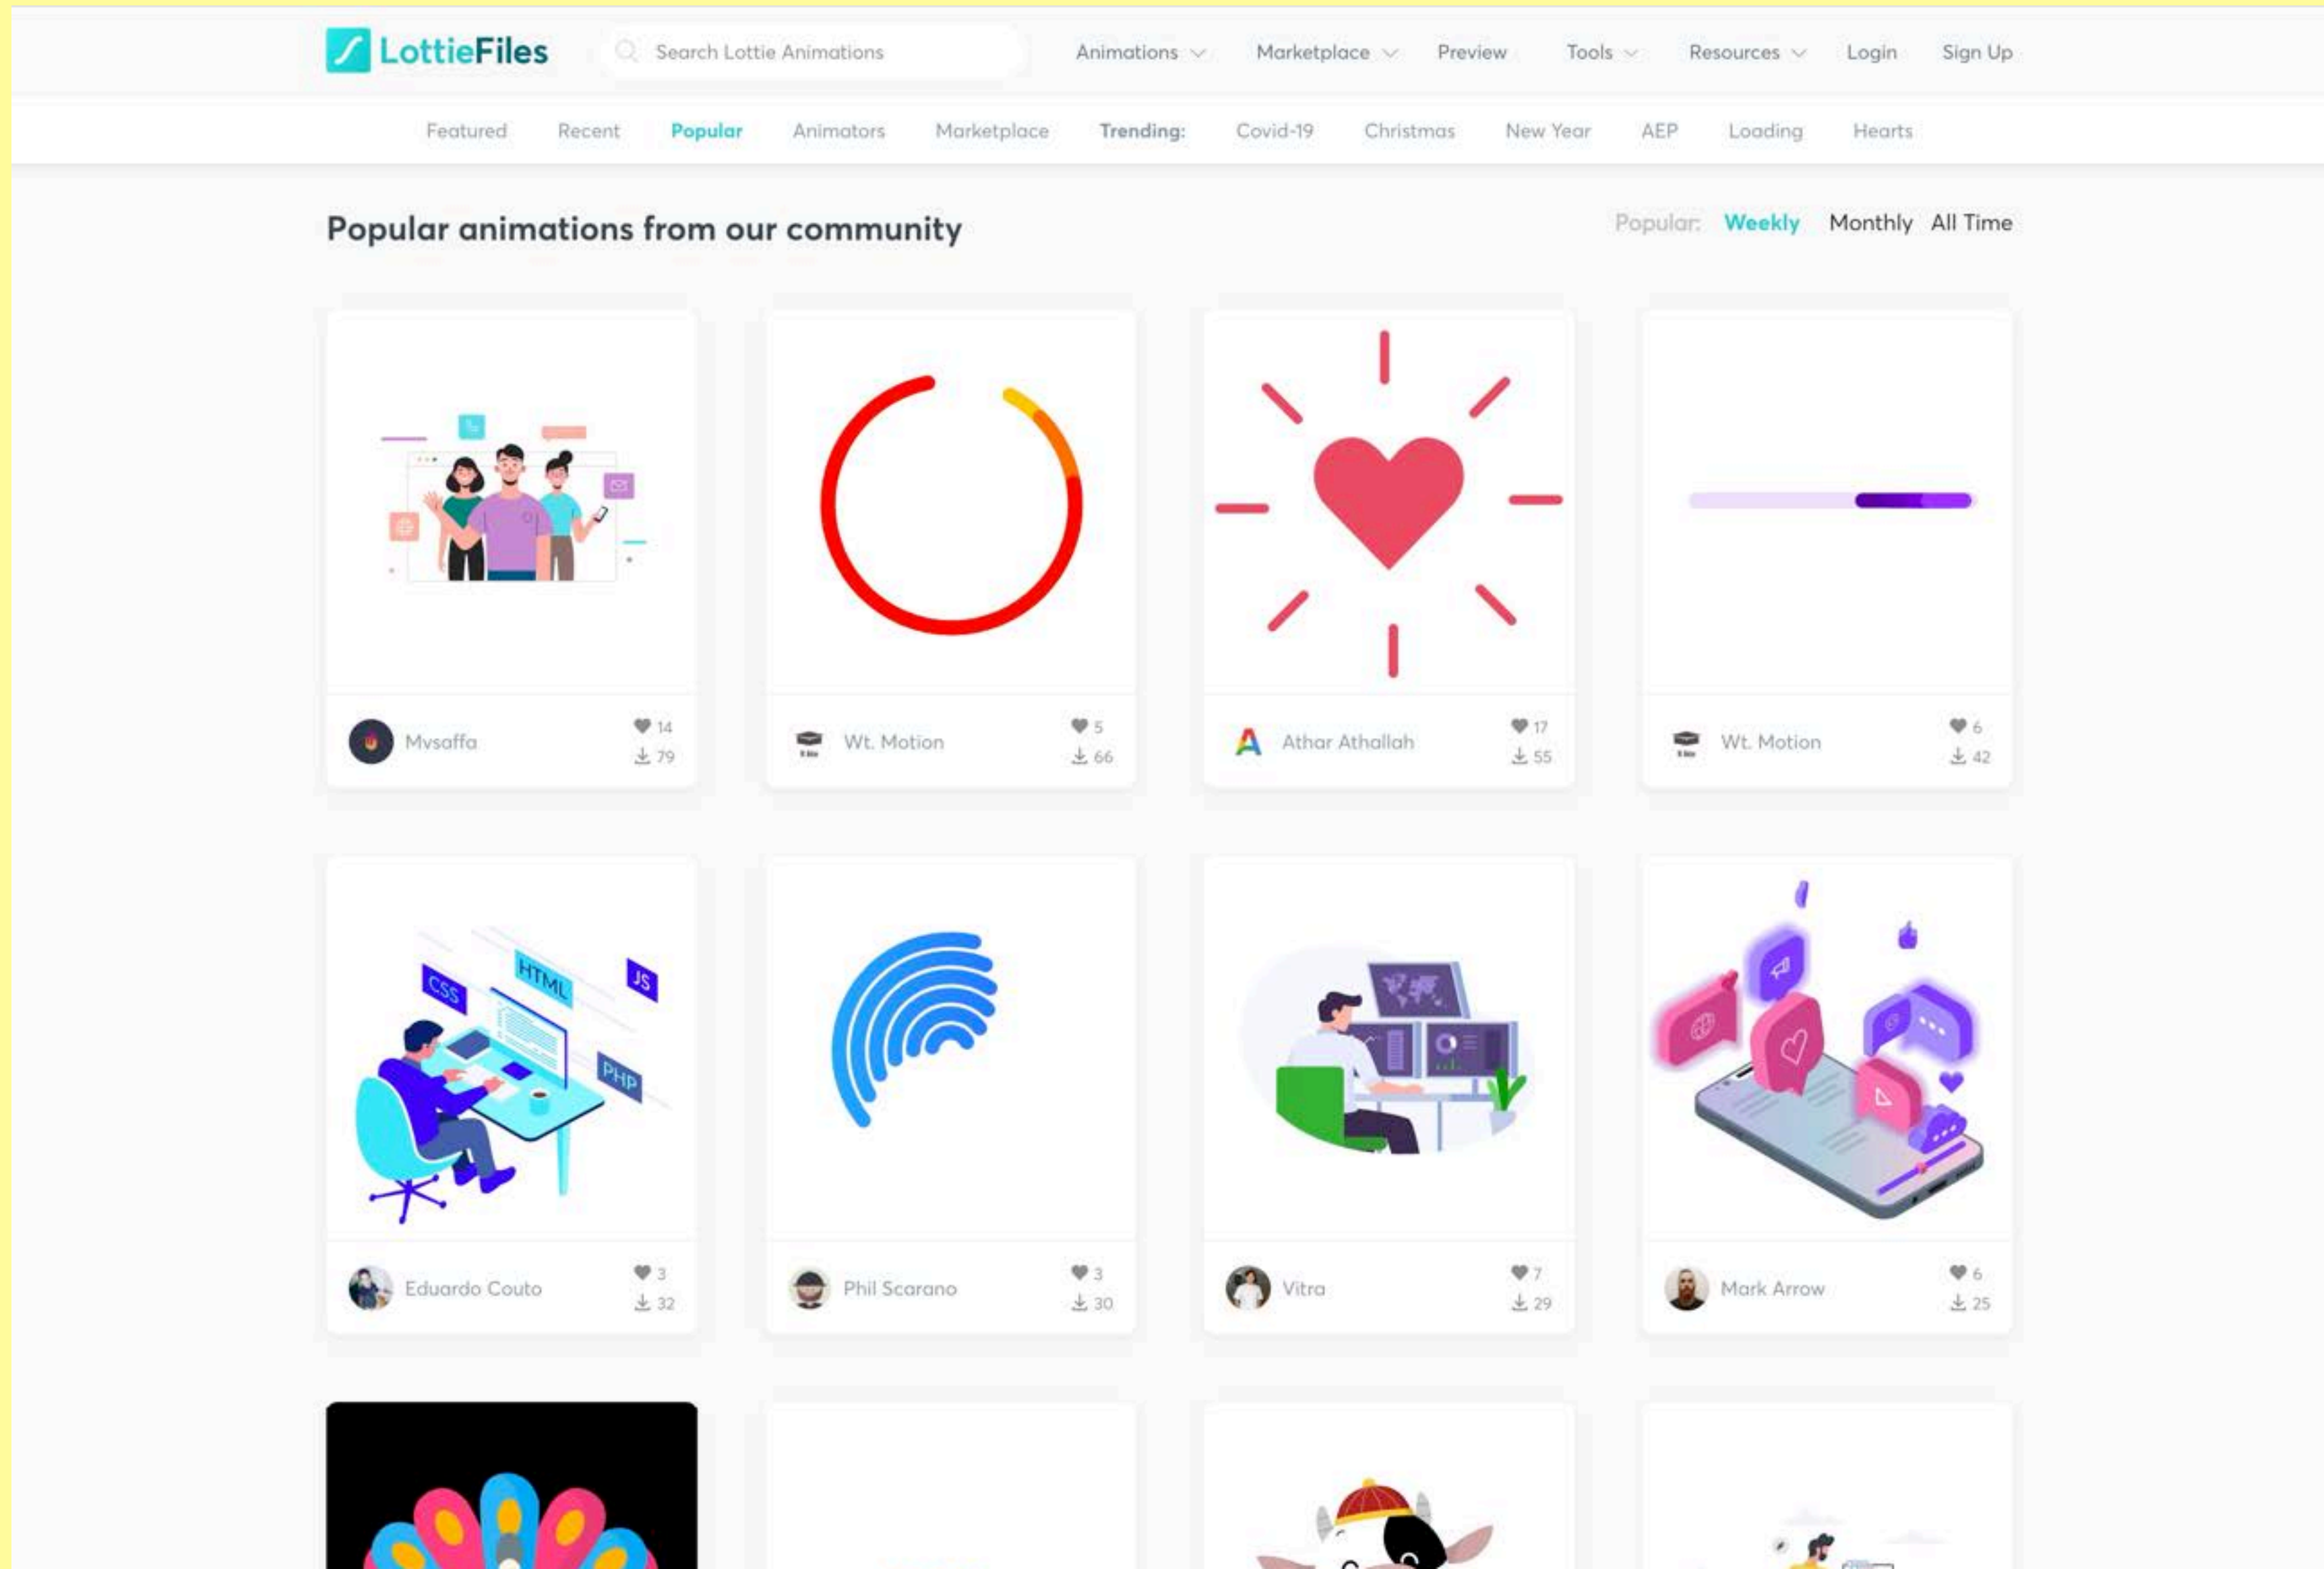 LottieFiles
Search Lottie Animations
Animations
Marketplace
Preview
Tools
Resources
Login
Sign Up
Featured
Recent
Popular
Animators
Marketplace
Trending:
Covid-19
Christmas
New Year
AEP
Loading
Hearts
Popular animations from our community
Popular:
Weekly
Monthly
All Time
Mvsaffa
14
79
Wt. Motion
5
66
Athar Athallah
17
55
Wt. Motion
6
42
CSS
HTML
JS
PHP
Eduardo Couto
3
32
Phil Scarano
3
30
Vitra
7
29
Mark Arrow
6
25